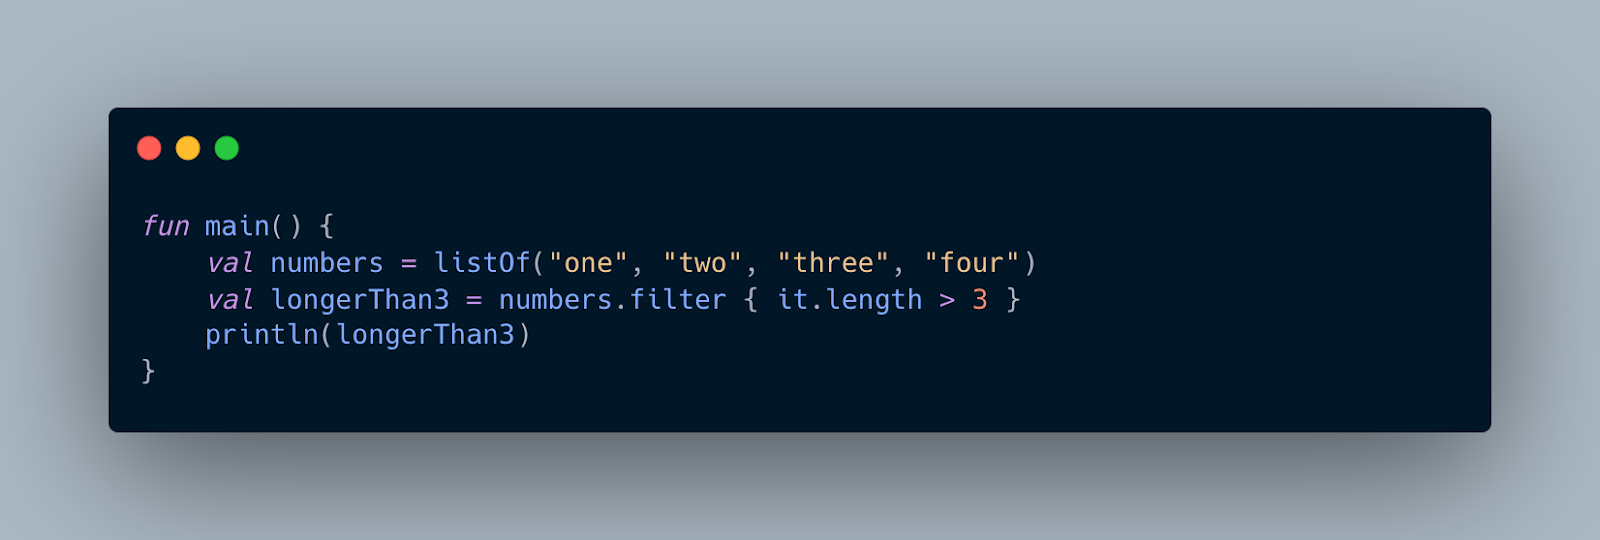 fun main() {
    val numbers = listOf("one", "two", "three", "four")
    val longerThan3 = numbers.filter { it.length > 3 }
    println(longerThan3)
}